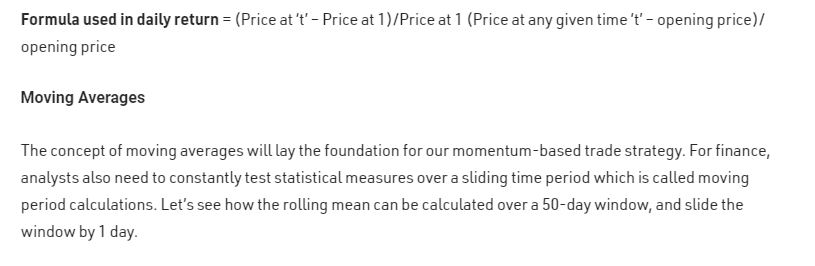 Formula used in daily return = (Price at ‘t’ – Price at 1)/Price at 1 (Price at any given time ‘t’ – opening price)/
opening price
Moving Averages
The concept of moving averages will lay the foundation for our momentum-based trade strategy. For finance,
analysts also need to constantly test statistical measures over a sliding time period which is called moving
period calculations. Let’s see how the rolling mean can be calculated over a 50-day window, and slide the
window by 1 day.